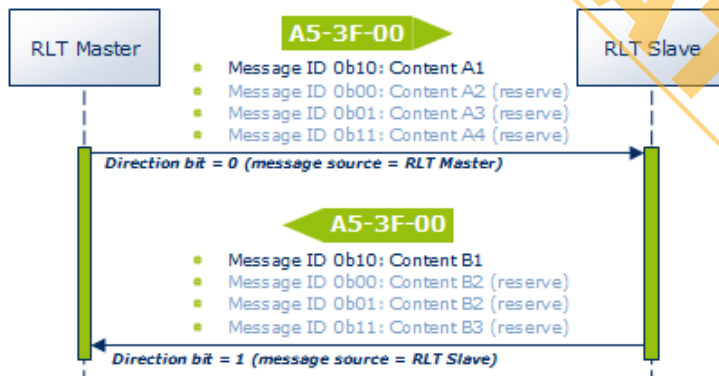 RLT Master
A5-3F-00
RLT Slave
Message ID 0b10: Content A1
Message ID 0b00: Content A2 (reserve)
Message ID 0b01: Content A3 (reserve)
Message ID 0b11: Content A4 (reserve)
Direction bit = 0 (message source = RLT Master)
A5-3F-00
Message ID 0b10: Content B1
Message ID 0b00: Content B2 (reserve)
Message ID 0b01: Content B2 (reserve)
Message ID 0b11: Content B3 (reserve)
Direction bit = 1 (message source = RLT Slave)